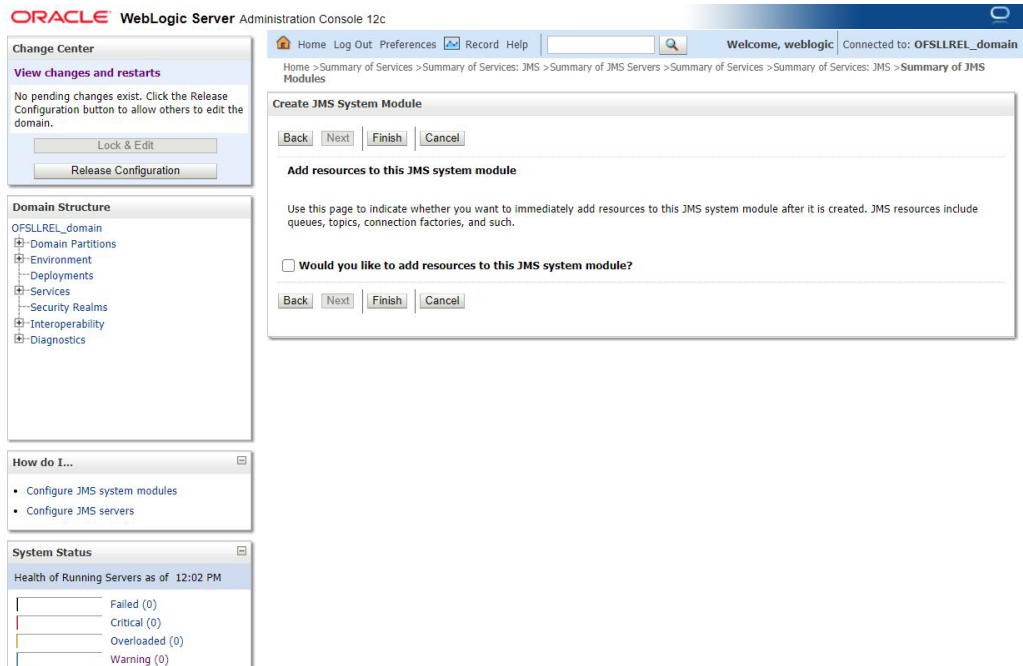 ORACLE WebLogic Server Administration Console 12c
Change Center
View changes and restarts
No pending changes exist. Click the Release
Configuration button to allow others to edit the
domain.
Lock & Edit
Release Configuration
Domain Structure
OFSLLREL_domain
Domain Partitions
Environment
Deployments
Services
Security Realms
Interoperability
Diagnostics
How do I...
Configure JMS system modules
Configure JMS servers
System Status
Health of Running Servers as of 12:02 PM
Failed (0)
Critical (0)
Overloaded (0)
Warning (0)
Home Log Out Preferences Record Help
Welcome, weblogic Connected to: OFSLLREL_domain
Home >Summary of Services >Summary of Services: JMS >Summary of JMS Servers >Summary of Services >Summary of Services: JMS >Summary of JMS
Modules
Create JMS System Module
Back Next Finish Cancel
Add resources to this JMS system module
Use this page to indicate whether you want to immediately add resources to this JMS system module after it is created. JMS resources include
queues, topics, connection factories, and such.
Would you like to add resources to this JMS system module?
Back Next Finish Cancel